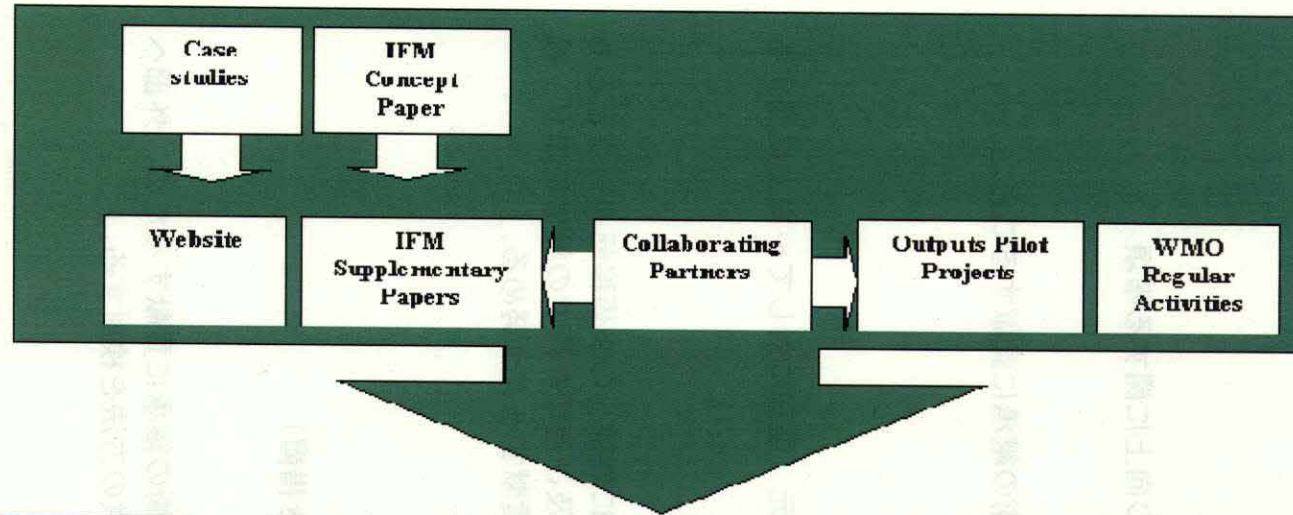 Case
studies
IFM
Concept
Paper
Website
IFM
Supplementary
Papers
Collaborating
Partners
Outputs Pilot
Projects
WMO
Regular
Activities